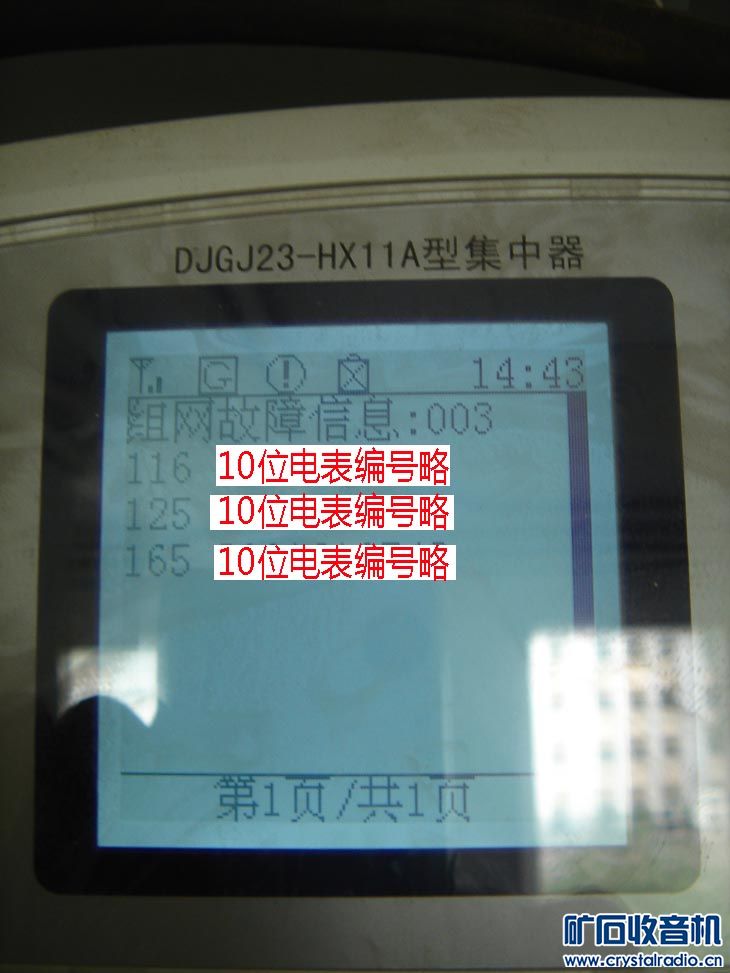 DJGJ23-HX11A型集中器
G ! 14:43
组网故障信息:003
116 10位电表编号略
125 10位电表编号略
165 10位电表编号略
第1页/共1页
矿石收音机
www.crystalradio.cn